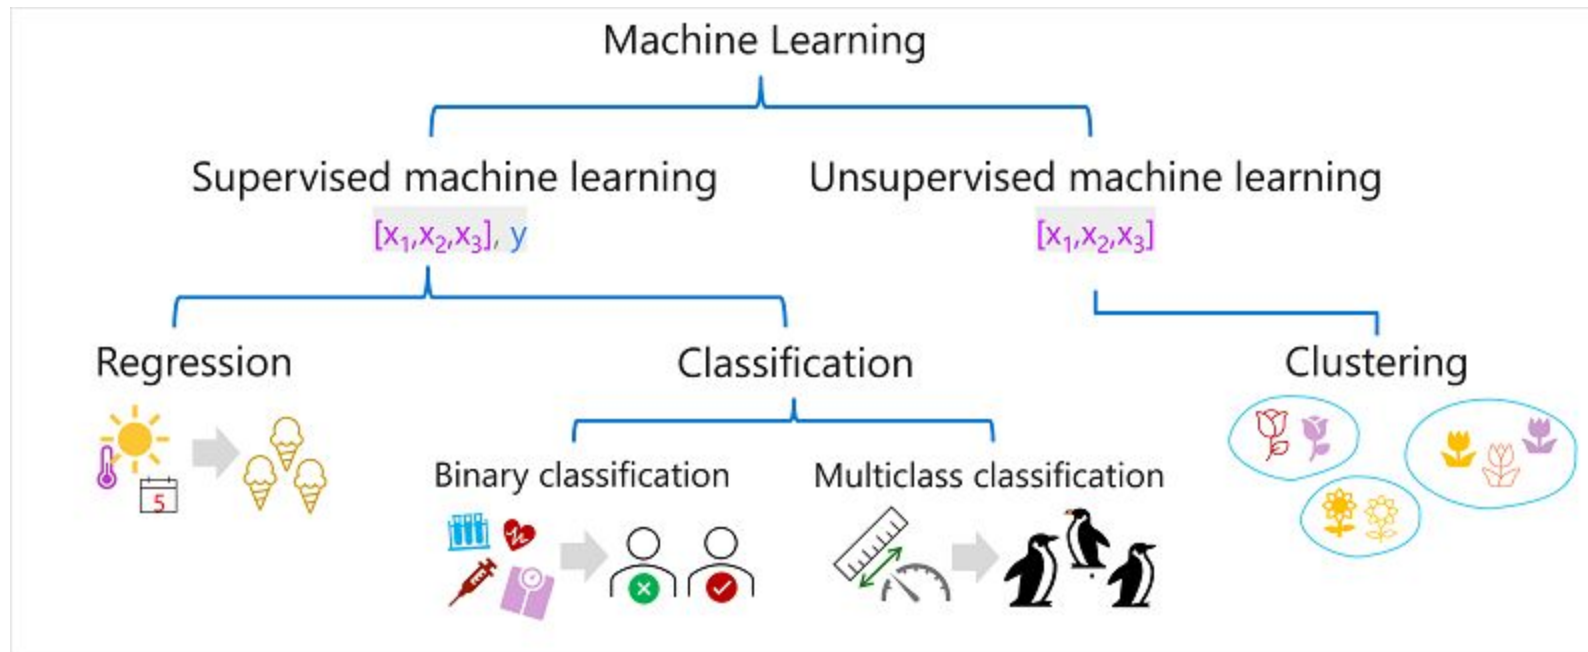 Machine Learning
Supervised machine learning
Unsupervised machine learning
[x₁,x₂,x₃], y
[x₁,x₂,x₃]
Regression
Classification
Clustering
5
Binary classification
Multiclass classification